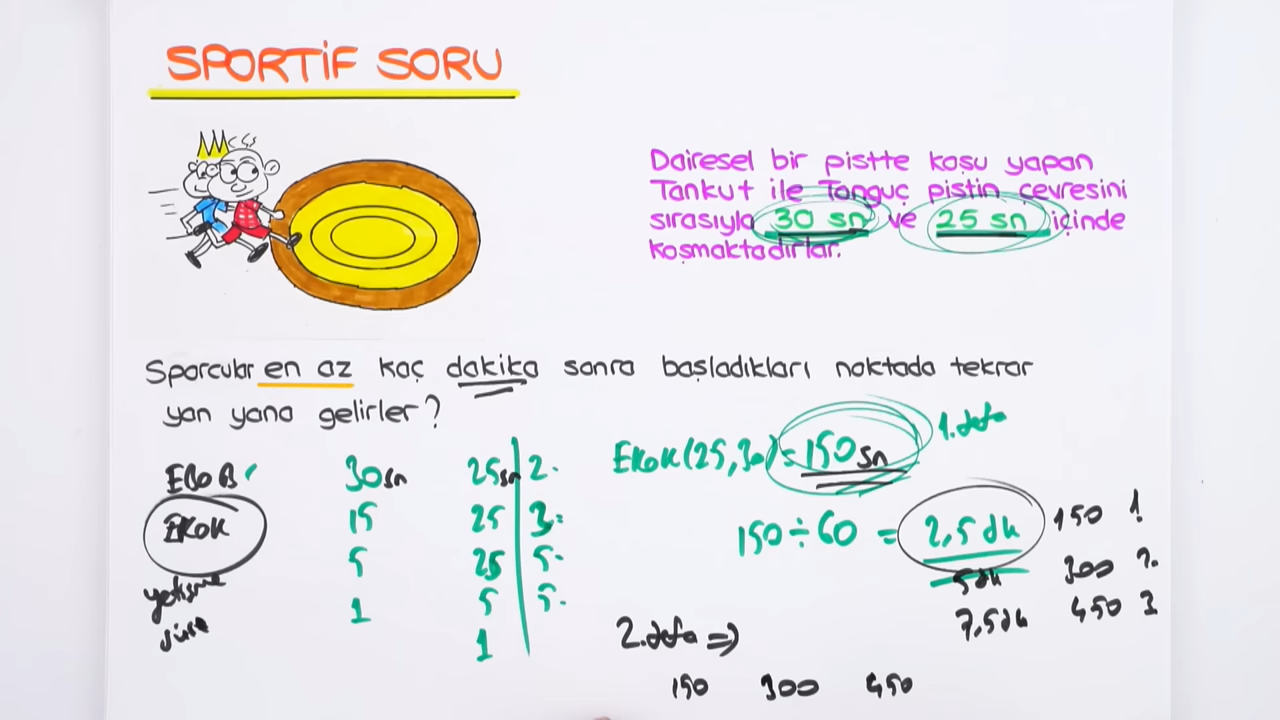 SPORTİF SORU
Dairesel bir pistte koşu yapan
Tankut ile Tonguç pistin çevresini
sırasıyla 30 sn ve 25 sn içinde
koşmaktadırlar.
Sporcular en az kaç dakika sonra başladıkları noktada tekrar
yan yana gelirler?
EBOB
EKOK
yetişme
süre
30sn 25sn 2.
15 25 3.
5 25 5.
1 5 5.
1
EKOK(25,30)=150sn 1.defa
150÷60 = 2,5dk 150 1.
5dk 300 2.
7,5dk 450 3.
2.defa ⇒
150 300 450